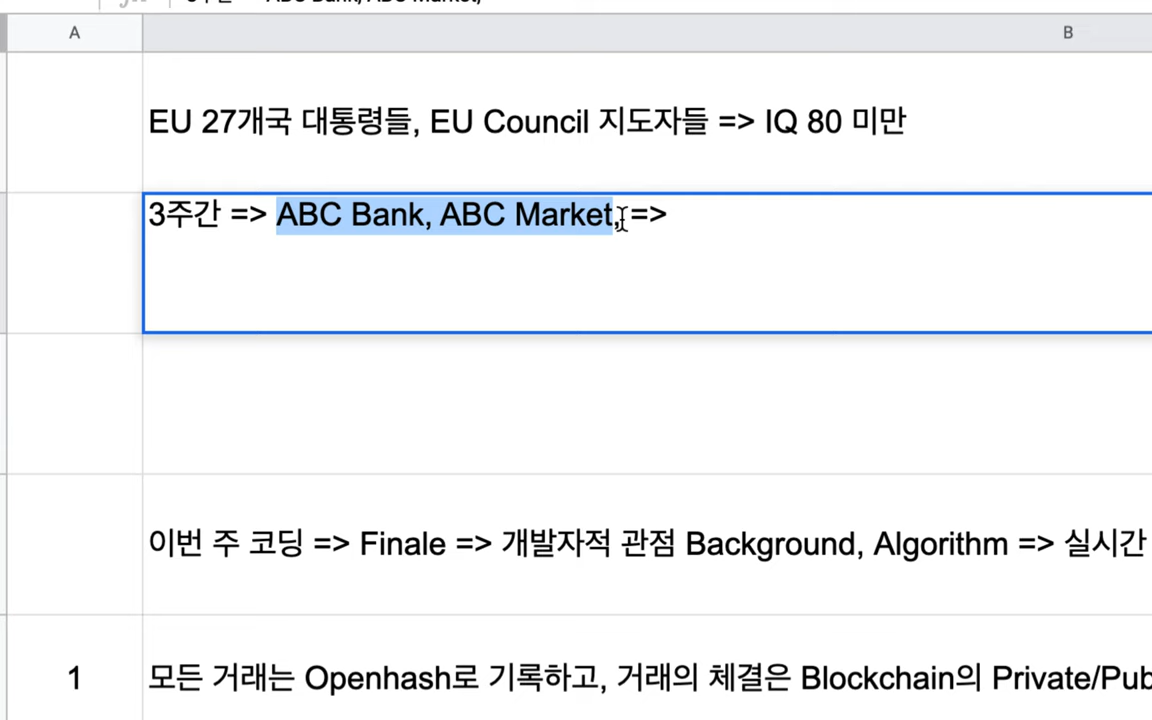 A
B
EU 27개국 대통령들, EU Council 지도자들 => IQ 80 미만
3주간 => ABC Bank, ABC Market, =>
이번 주 코딩 => Finale => 개발자적 관점 Background, Algorithm => 실시간
1
모든 거래는 Openhash로 기록하고, 거래의 체결은 Blockchain의 Private/Pub